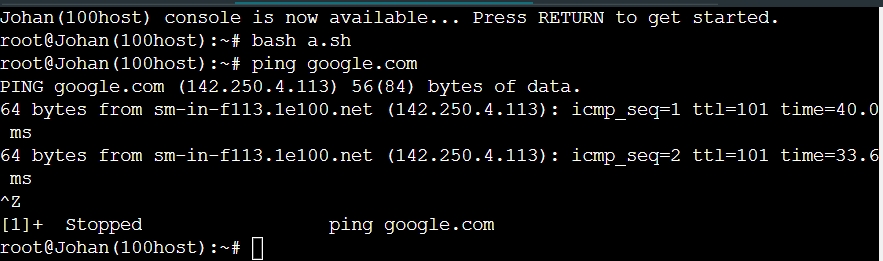 Johan(100host) console is now available... Press RETURN to get started.
root@Johan(100host):~# bash a.sh
root@Johan(100host):~# ping google.com
PING google.com (142.250.4.113) 56(84) bytes of data.
64 bytes from sm-in-f113.1e100.net (142.250.4.113): icmp_seq=1 ttl=101 time=40.0
 ms
64 bytes from sm-in-f113.1e100.net (142.250.4.113): icmp_seq=2 ttl=101 time=33.6
 ms
^Z
[1]+  Stopped                 ping google.com
root@Johan(100host):~#